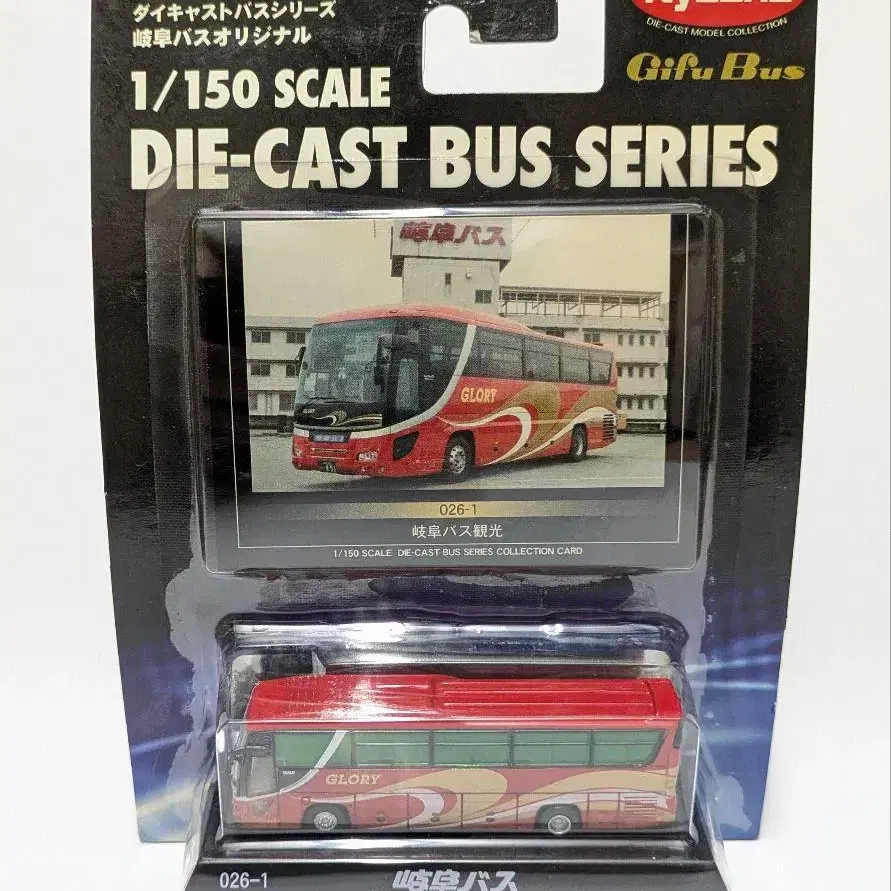 ダイキャストバスシリーズ
岐阜バスオリジナル
DIE-CAST MODEL COLLECTION
Gifu Bus
1/150 SCALE
DIE-CAST BUS SERIES
岐阜バス
GLORY
GLORY
026-1
岐阜バス観光
1/150 SCALE DIE-CAST BUS SERIES COLLECTION CARD
GLORY
026-1
岐阜バス